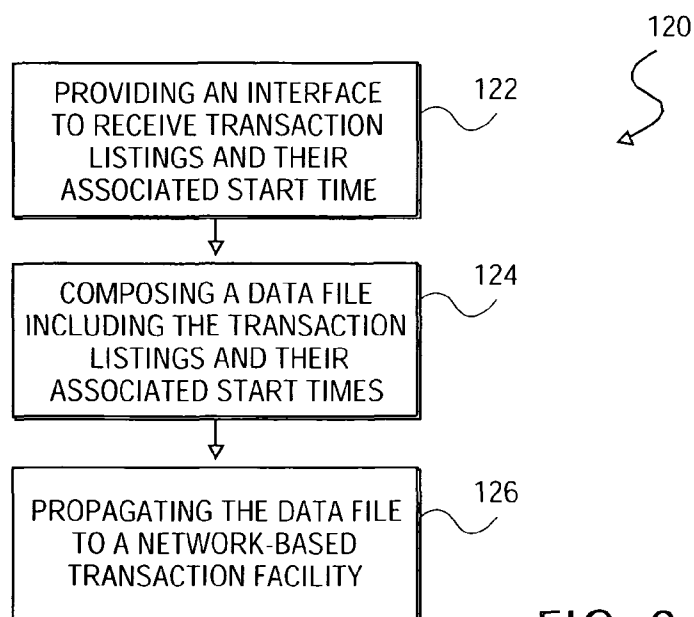 120
PROVIDING AN INTERFACE
TO RECEIVE TRANSACTION
LISTINGS AND THEIR
ASSOCIATED START TIME
122
COMPOSING A DATA FILE
INCLUDING THE TRANSACTION
LISTINGS AND THEIR
ASSOCIATED START TIMES
124
PROPAGATING THE DATA FILE
TO A NETWORK-BASED
TRANSACTION FACILITY
126